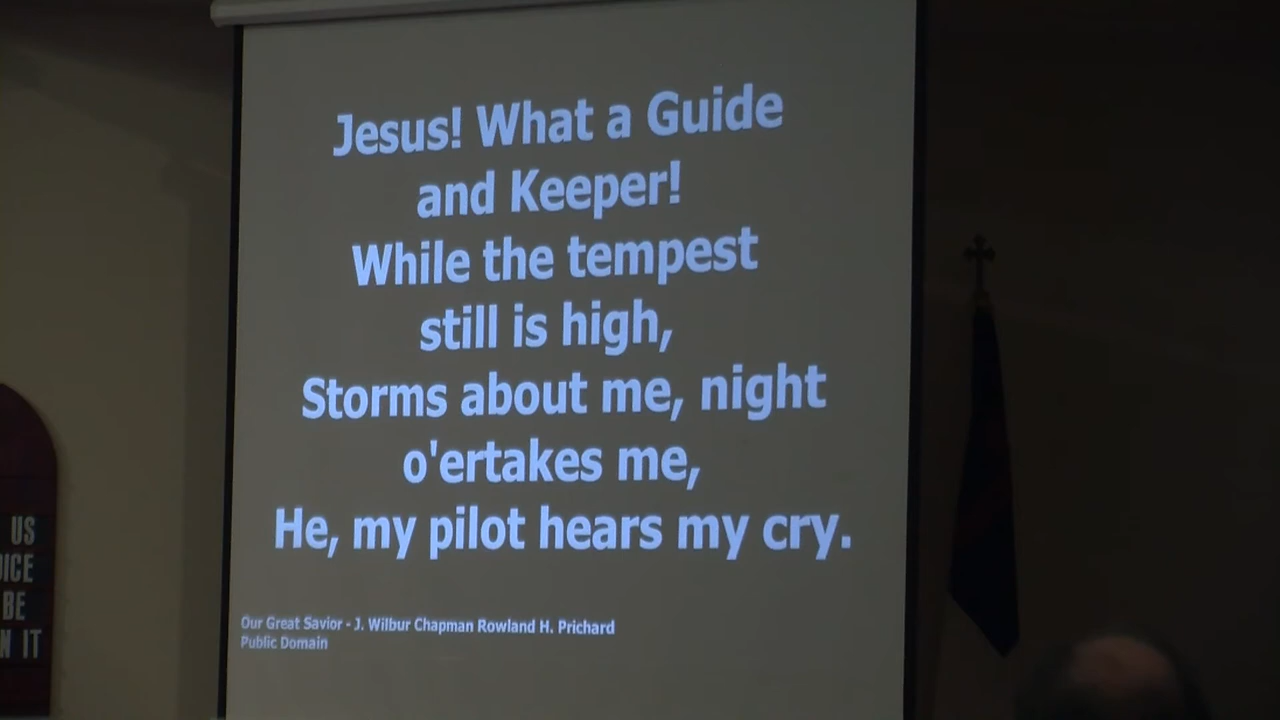 Jesus! What a Guide
and Keeper!
While the tempest
still is high,
Storms about me, night
o'ertakes me,
He, my pilot hears my cry.
Our Great Savior - J. Wilbur Chapman Rowland H. Prichard
Public Domain
US
BE
IT